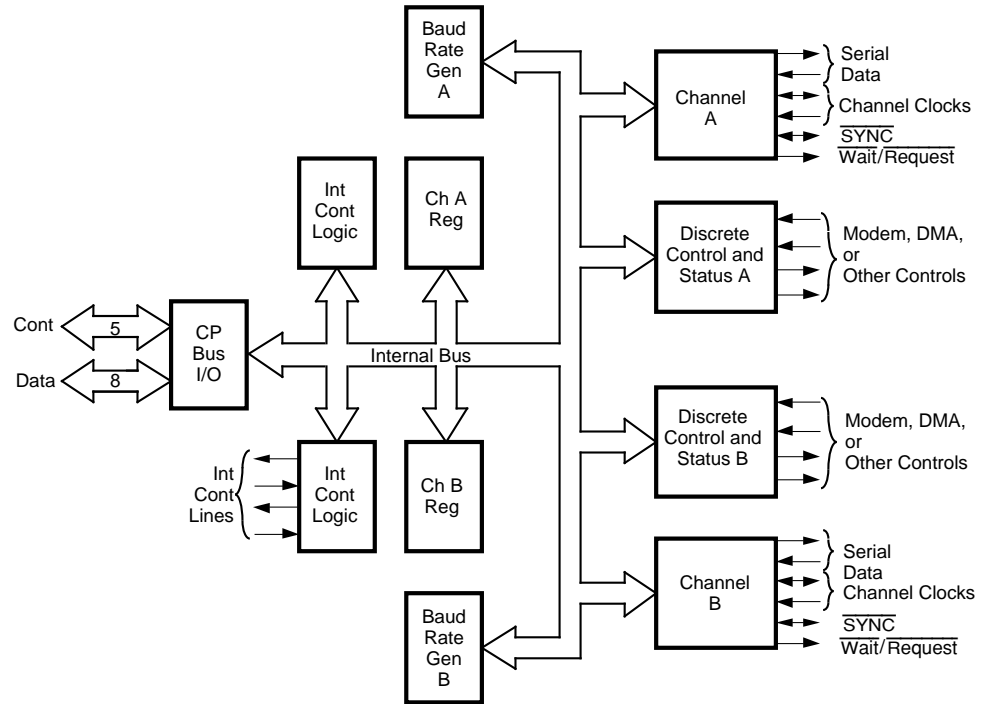 Baud
Rate
Gen
A
Channel
A
Serial
Data
Channel Clocks
SYNC
Wait/Request
Int
Cont
Logic
Ch A
Reg
Discrete
Control and
Status A
Modem, DMA,
or
Other Controls
Cont
5
Data
8
CP
Bus
I/O
Internal Bus
Int
Cont
Lines
Int
Cont
Logic
Ch B
Reg
Discrete
Control and
Status B
Modem, DMA,
or
Other Controls
Baud
Rate
Gen
B
Channel
B
Serial
Data
Channel Clocks
SYNC
Wait/Request